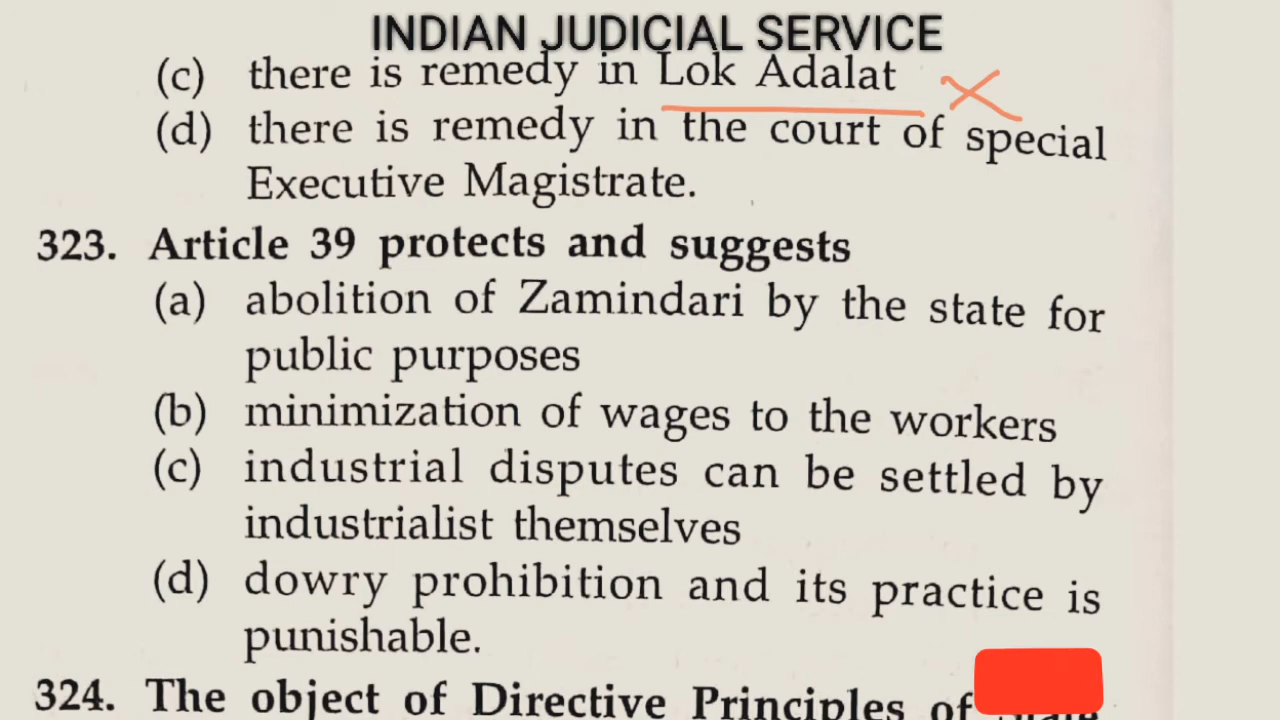 INDIAN JUDICIAL SERVICE
(c) there is remedy in Lok Adalat
(d) there is remedy in the court of special
Executive Magistrate.
323. Article 39 protects and suggests
(a) abolition of Zamindari by the state for
public purposes
(b) minimization of wages to the workers
(c) industrial disputes can be settled by
industrialist themselves
(d) dowry prohibition and its practice is
punishable.
324. The object of Directive Principles of